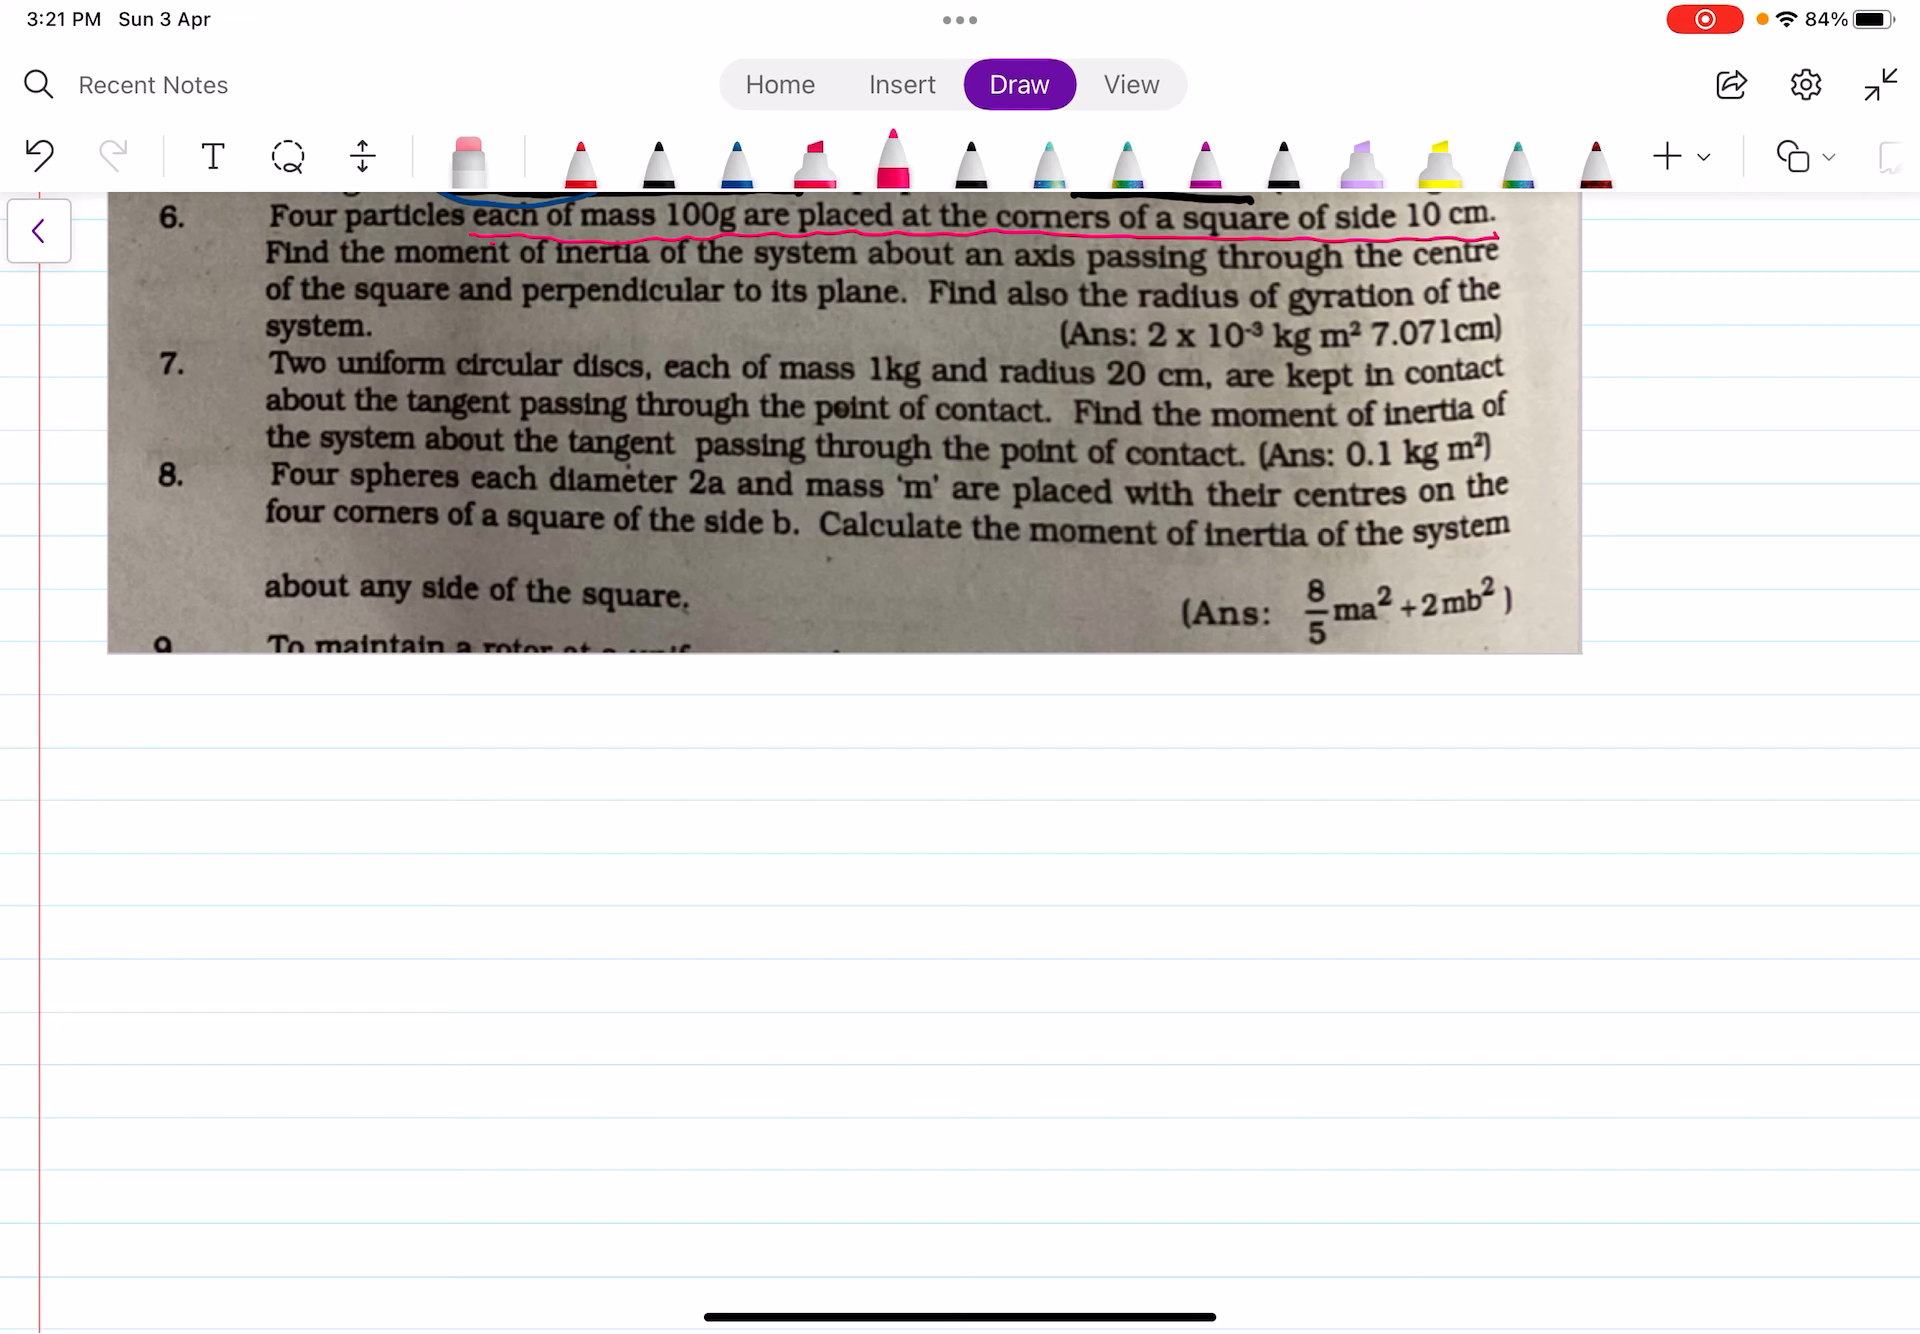 3:21 PM Sun 3 Apr
84%
Recent Notes
Home Insert Draw View
T
6. Four particles each of mass 100g are placed at the corners of a square of side 10 cm.
Find the moment of inertia of the system about an axis passing through the centre
of the square and perpendicular to its plane. Find also the radius of gyration of the
system. (Ans: 2 x 10-³ kg m² 7.071cm)
7. Two uniform circular discs, each of mass 1kg and radius 20 cm, are kept in contact
about the tangent passing through the point of contact. Find the moment of inertia of
the system about the tangent passing through the point of contact. (Ans: 0.1 kg m²)
8. Four spheres each diameter 2a and mass 'm' are placed with their centres on the
four corners of a square of the side b. Calculate the moment of inertia of the system
about any side of the square. (Ans: 8/5 ma² + 2mb² )
9 To maintain a rotor at a